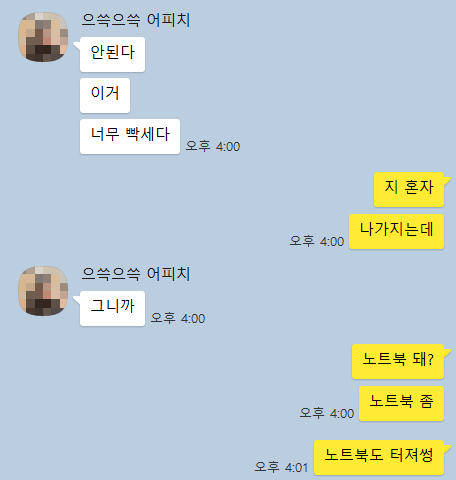 으쓱으쓱 어피치
안된다
이거
너무 빡세다
오후 4:00
지 혼자
나가지는데
오후 4:00
으쓱으쓱 어피치
그니까
오후 4:00
노트북 돼?
노트북 좀
오후 4:00
노트북도 터져썽
오후 4:01